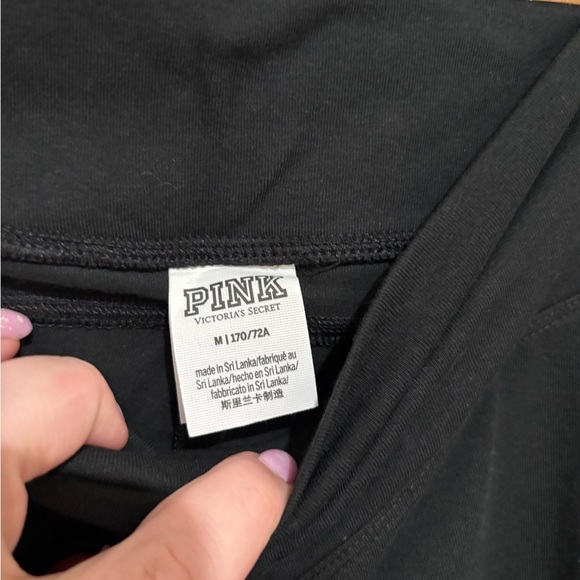 PINK
VICTORIA'S SECRET
M | 170/72A
made in Sri Lanka/fabriqué au
Sri Lanka/hecho en Sri Lanka/
fabbricato in Sri Lanka/
斯里兰卡制造